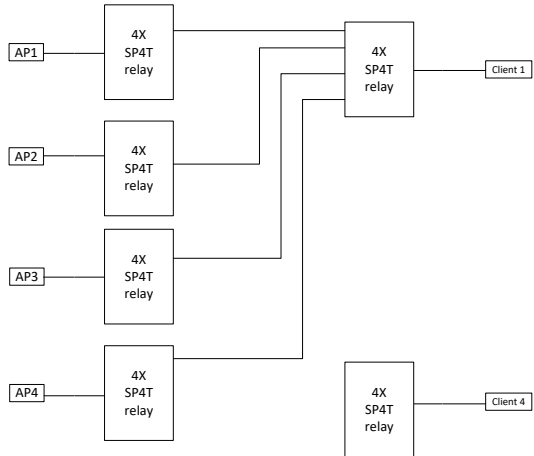 AP1
4X
SP4T
relay
4X
SP4T
relay
Client 1
AP2
4X
SP4T
relay
AP3
4X
SP4T
relay
AP4
4X
SP4T
relay
4X
SP4T
relay
Client 4